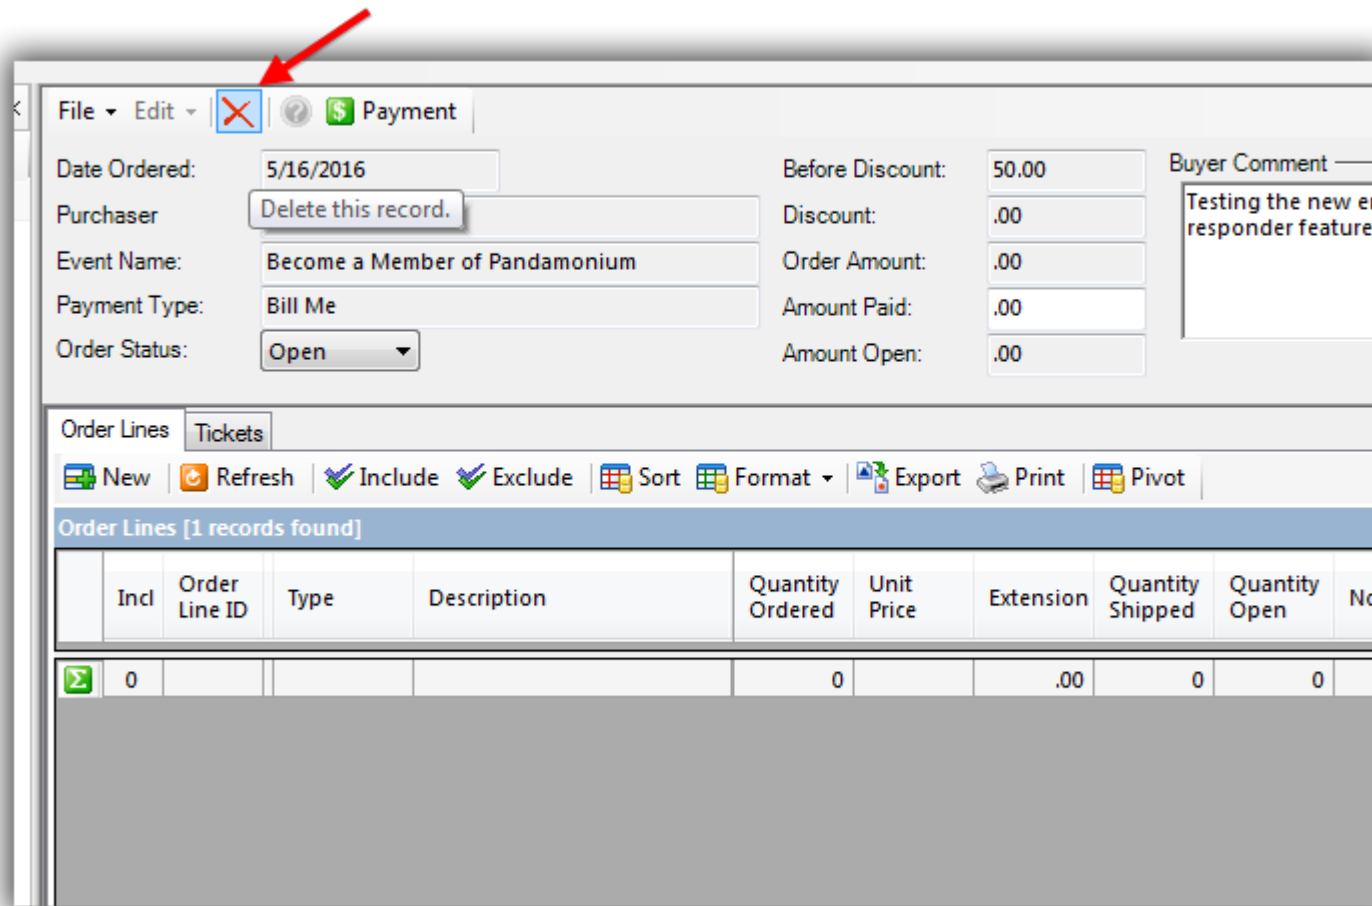 File Edit Payment
Date Ordered: 5/16/2016 Before Discount: 50.00 Buyer Comment
Delete this record.
Purchaser Discount: .00 Testing the new
responder feature
Event Name: Become a Member of Pandamonium Order Amount: .00
Payment Type: Bill Me Amount Paid: .00
Order Status: Open Amount Open: .00
Order Lines Tickets
New Refresh Include Exclude Sort Format Export Print Pivot
Order Lines [1 records found]
Incl Order Line ID Type Description Quantity Ordered Unit Price Extension Quantity Shipped Quantity Open
0 0 .00 0 0